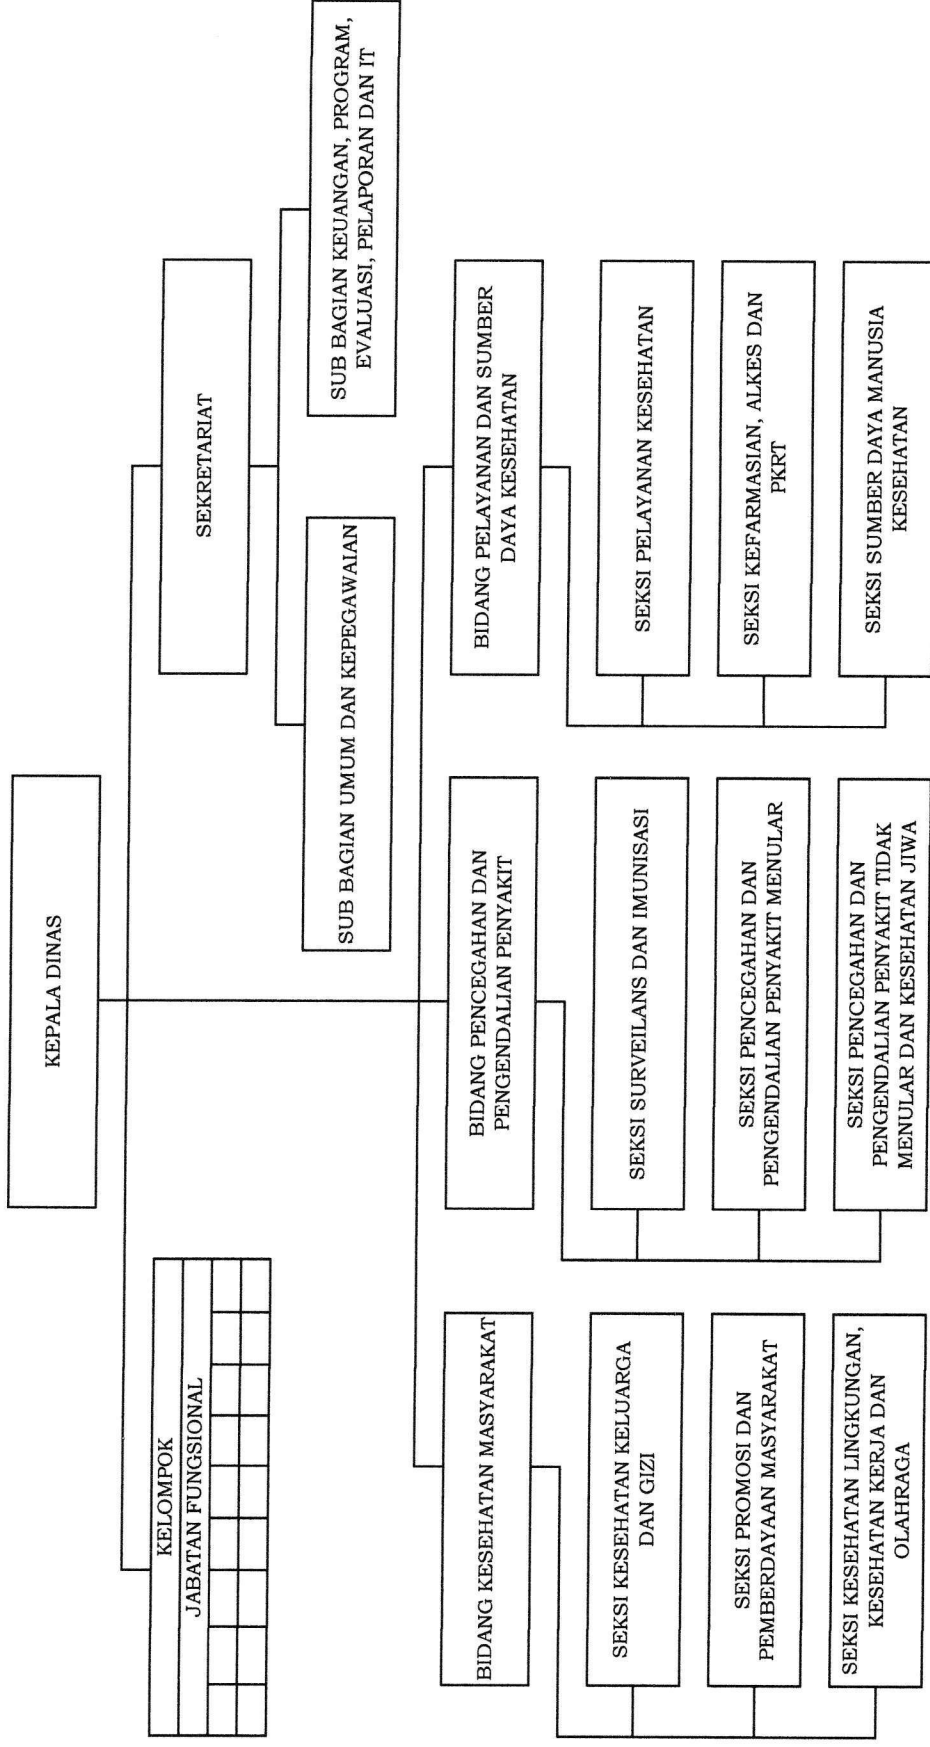 KEPALA DINAS
KELOMPOK
JABATAN FUNGSIONAL
SEKRETARIAT
SUB BAGIAN UMUM DAN KEPEGAWAIAN
SUB BAGIAN KEUANGAN, PROGRAM,
EVALUASI, PELAPORAN DAN IT
BIDANG KESEHATAN MASYARAKAT
SEKSI KESEHATAN KELUARGA
DAN GIZI
SEKSI PROMOSI DAN
PEMBERDAYAAN MASYARAKAT
SEKSI KESEHATAN LINGKUNGAN,
KESEHATAN KERJA DAN
OLAHRAGA
BIDANG PENCEGAHAN DAN
PENGENDALIAN PENYAKIT
SEKSI SURVEILANS DAN IMUNISASI
SEKSI PENCEGAHAN DAN
PENGENDALIAN PENYAKIT MENULAR
SEKSI PENCEGAHAN DAN
PENGENDALIAN PENYAKIT TIDAK
MENULAR DAN KESEHATAN JIWA
BIDANG PELAYANAN DAN SUMBER
DAYA KESEHATAN
SEKSI PELAYANAN KESEHATAN
SEKSI KEFARMASIAN, ALKES DAN
PKRT
SEKSI SUMBER DAYA MANUSIA
KESEHATAN